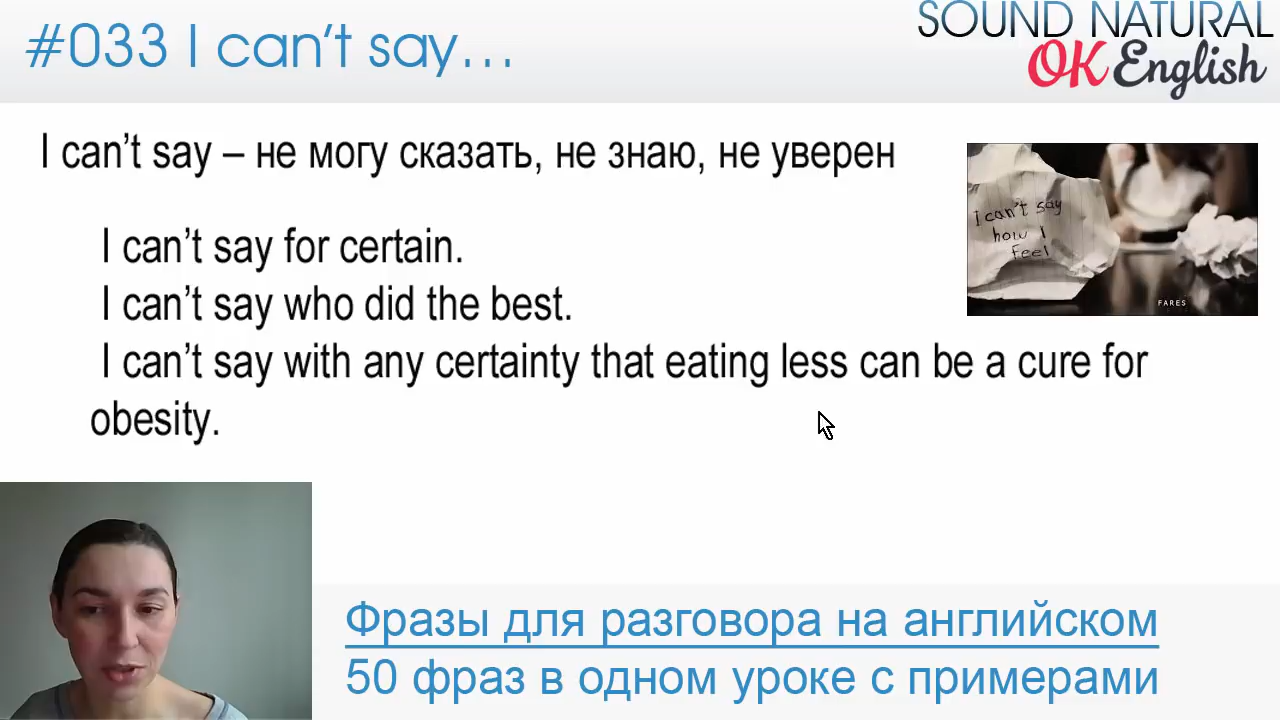 #033 I can't say...
SOUND NATURAL
OK English
I can't say – не могу сказать, не знаю, не уверен
I can't say for certain.
I can't say who did the best.
I can't say with any certainty that eating less can be a cure for
obesity.
I can't say
how I
feel
FARES
Фразы для разговора на английском
50 фраз в одном уроке с примерами